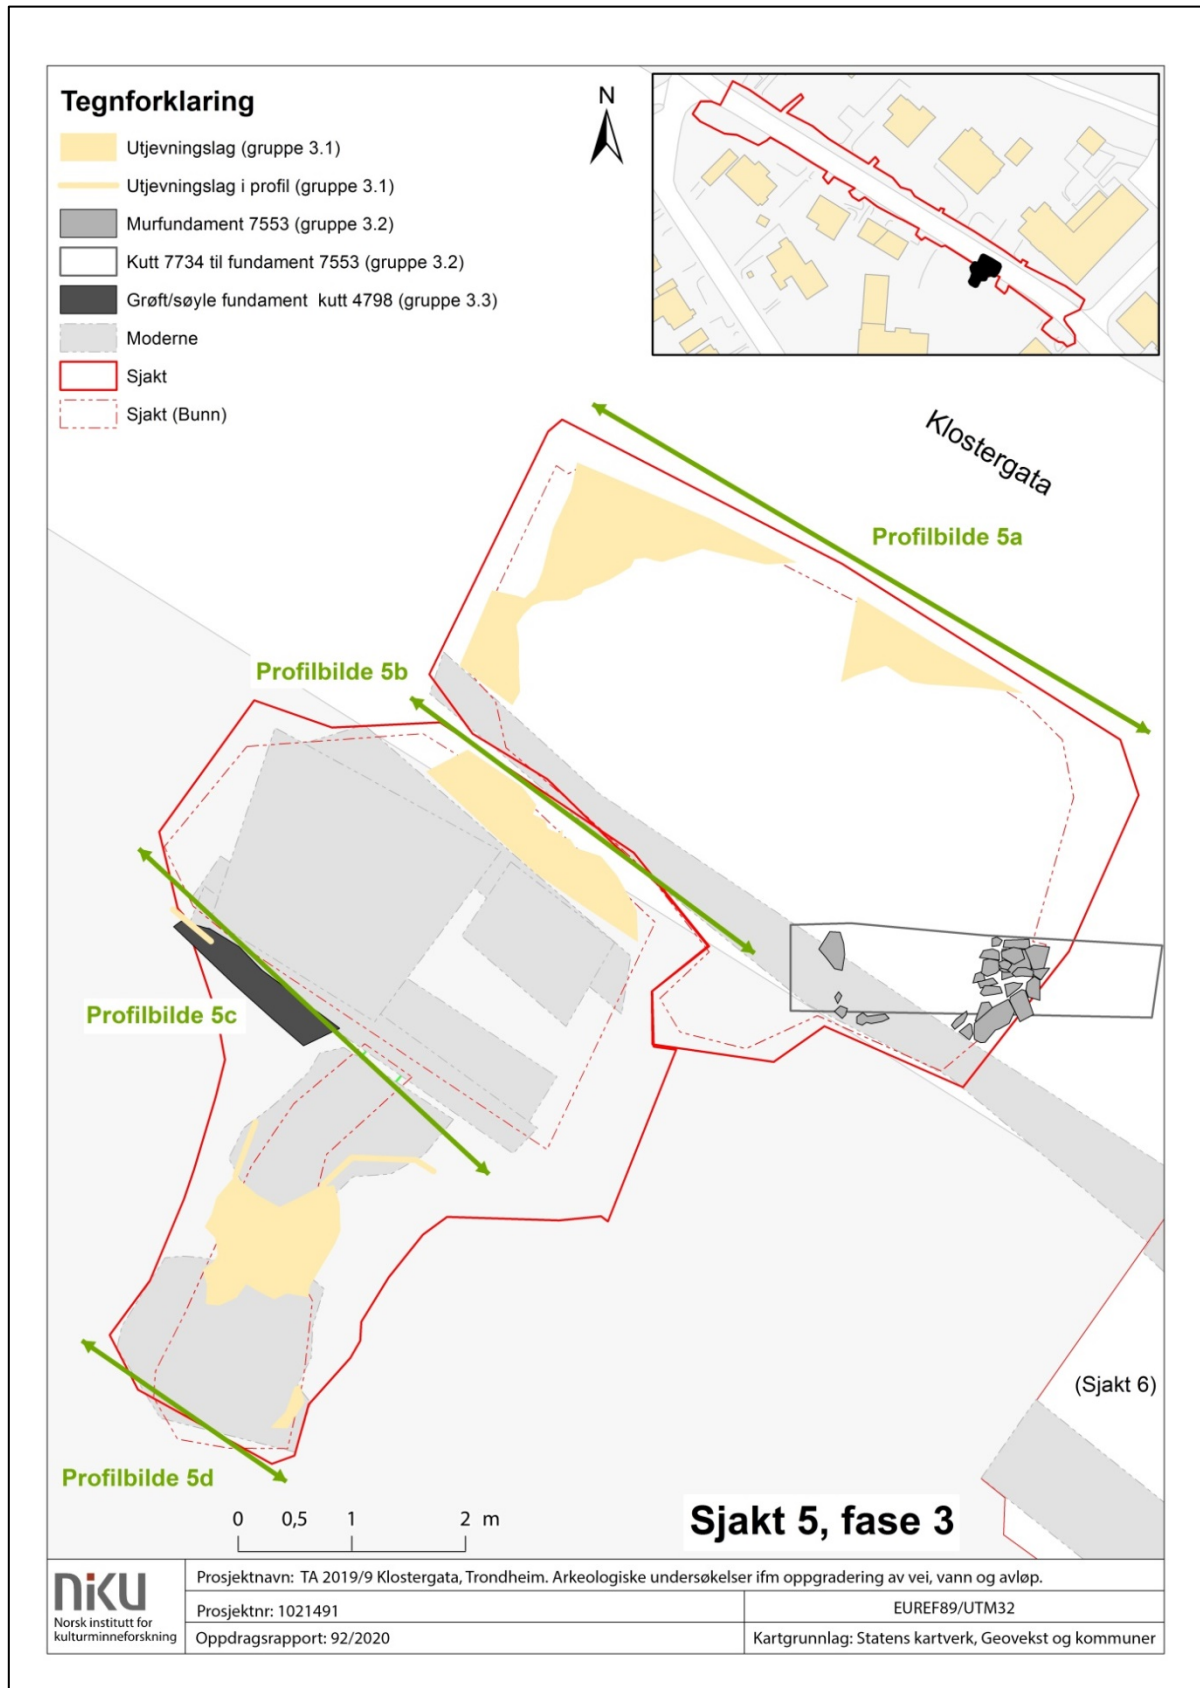 Tegnforklaring
Utjevningslag (gruppe 3.1)
Utjevningslag i profil (gruppe 3.1)
Murfundament 7553 (gruppe 3.2)
Kutt 7734 til fundament 7553 (gruppe 3.2)
Grøft/søyle fundament kutt 4798 (gruppe 3.3)
Moderne
Sjakt
Sjakt (Bunn)
N
Klostergata
Profilbilde 5a
Profilbilde 5b
Profilbilde 5c
(Sjakt 6)
Profilbilde 5d
0 0,5 1 2 m
Sjakt 5, fase 3
NIKU
Norsk institutt for
kulturminneforskning
Prosjektnavn: TA 2019/9 Klostergata, Trondheim. Arkeologiske undersøkelser ifm oppgradering av vei, vann og avløp.
Prosjektnr: 1021491
EUREF89/UTM32
Oppdragsrapport: 92/2020
Kartgrunnlag: Statens kartverk, Geovekst og kommuner